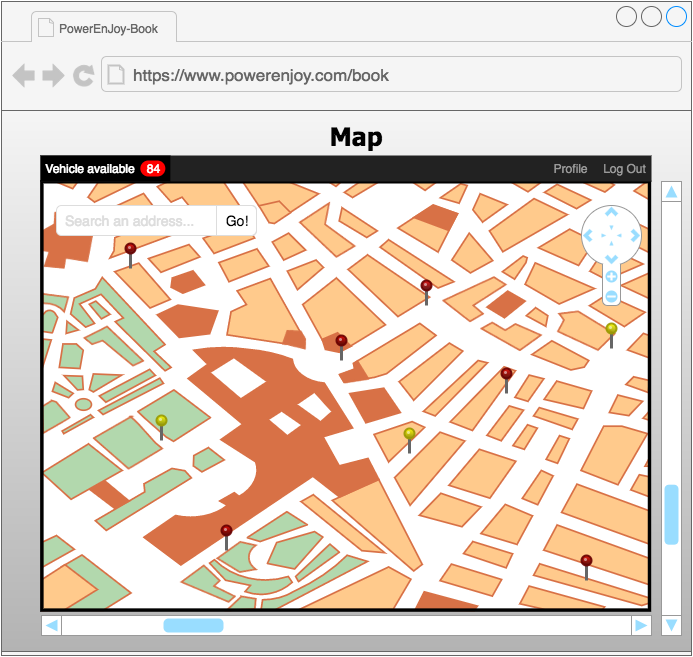 PowerEnJoy-Book
https://www.powerenjoy.com/book
Map
Vehicle available 84 Profile Log Out
Search an address... Go!